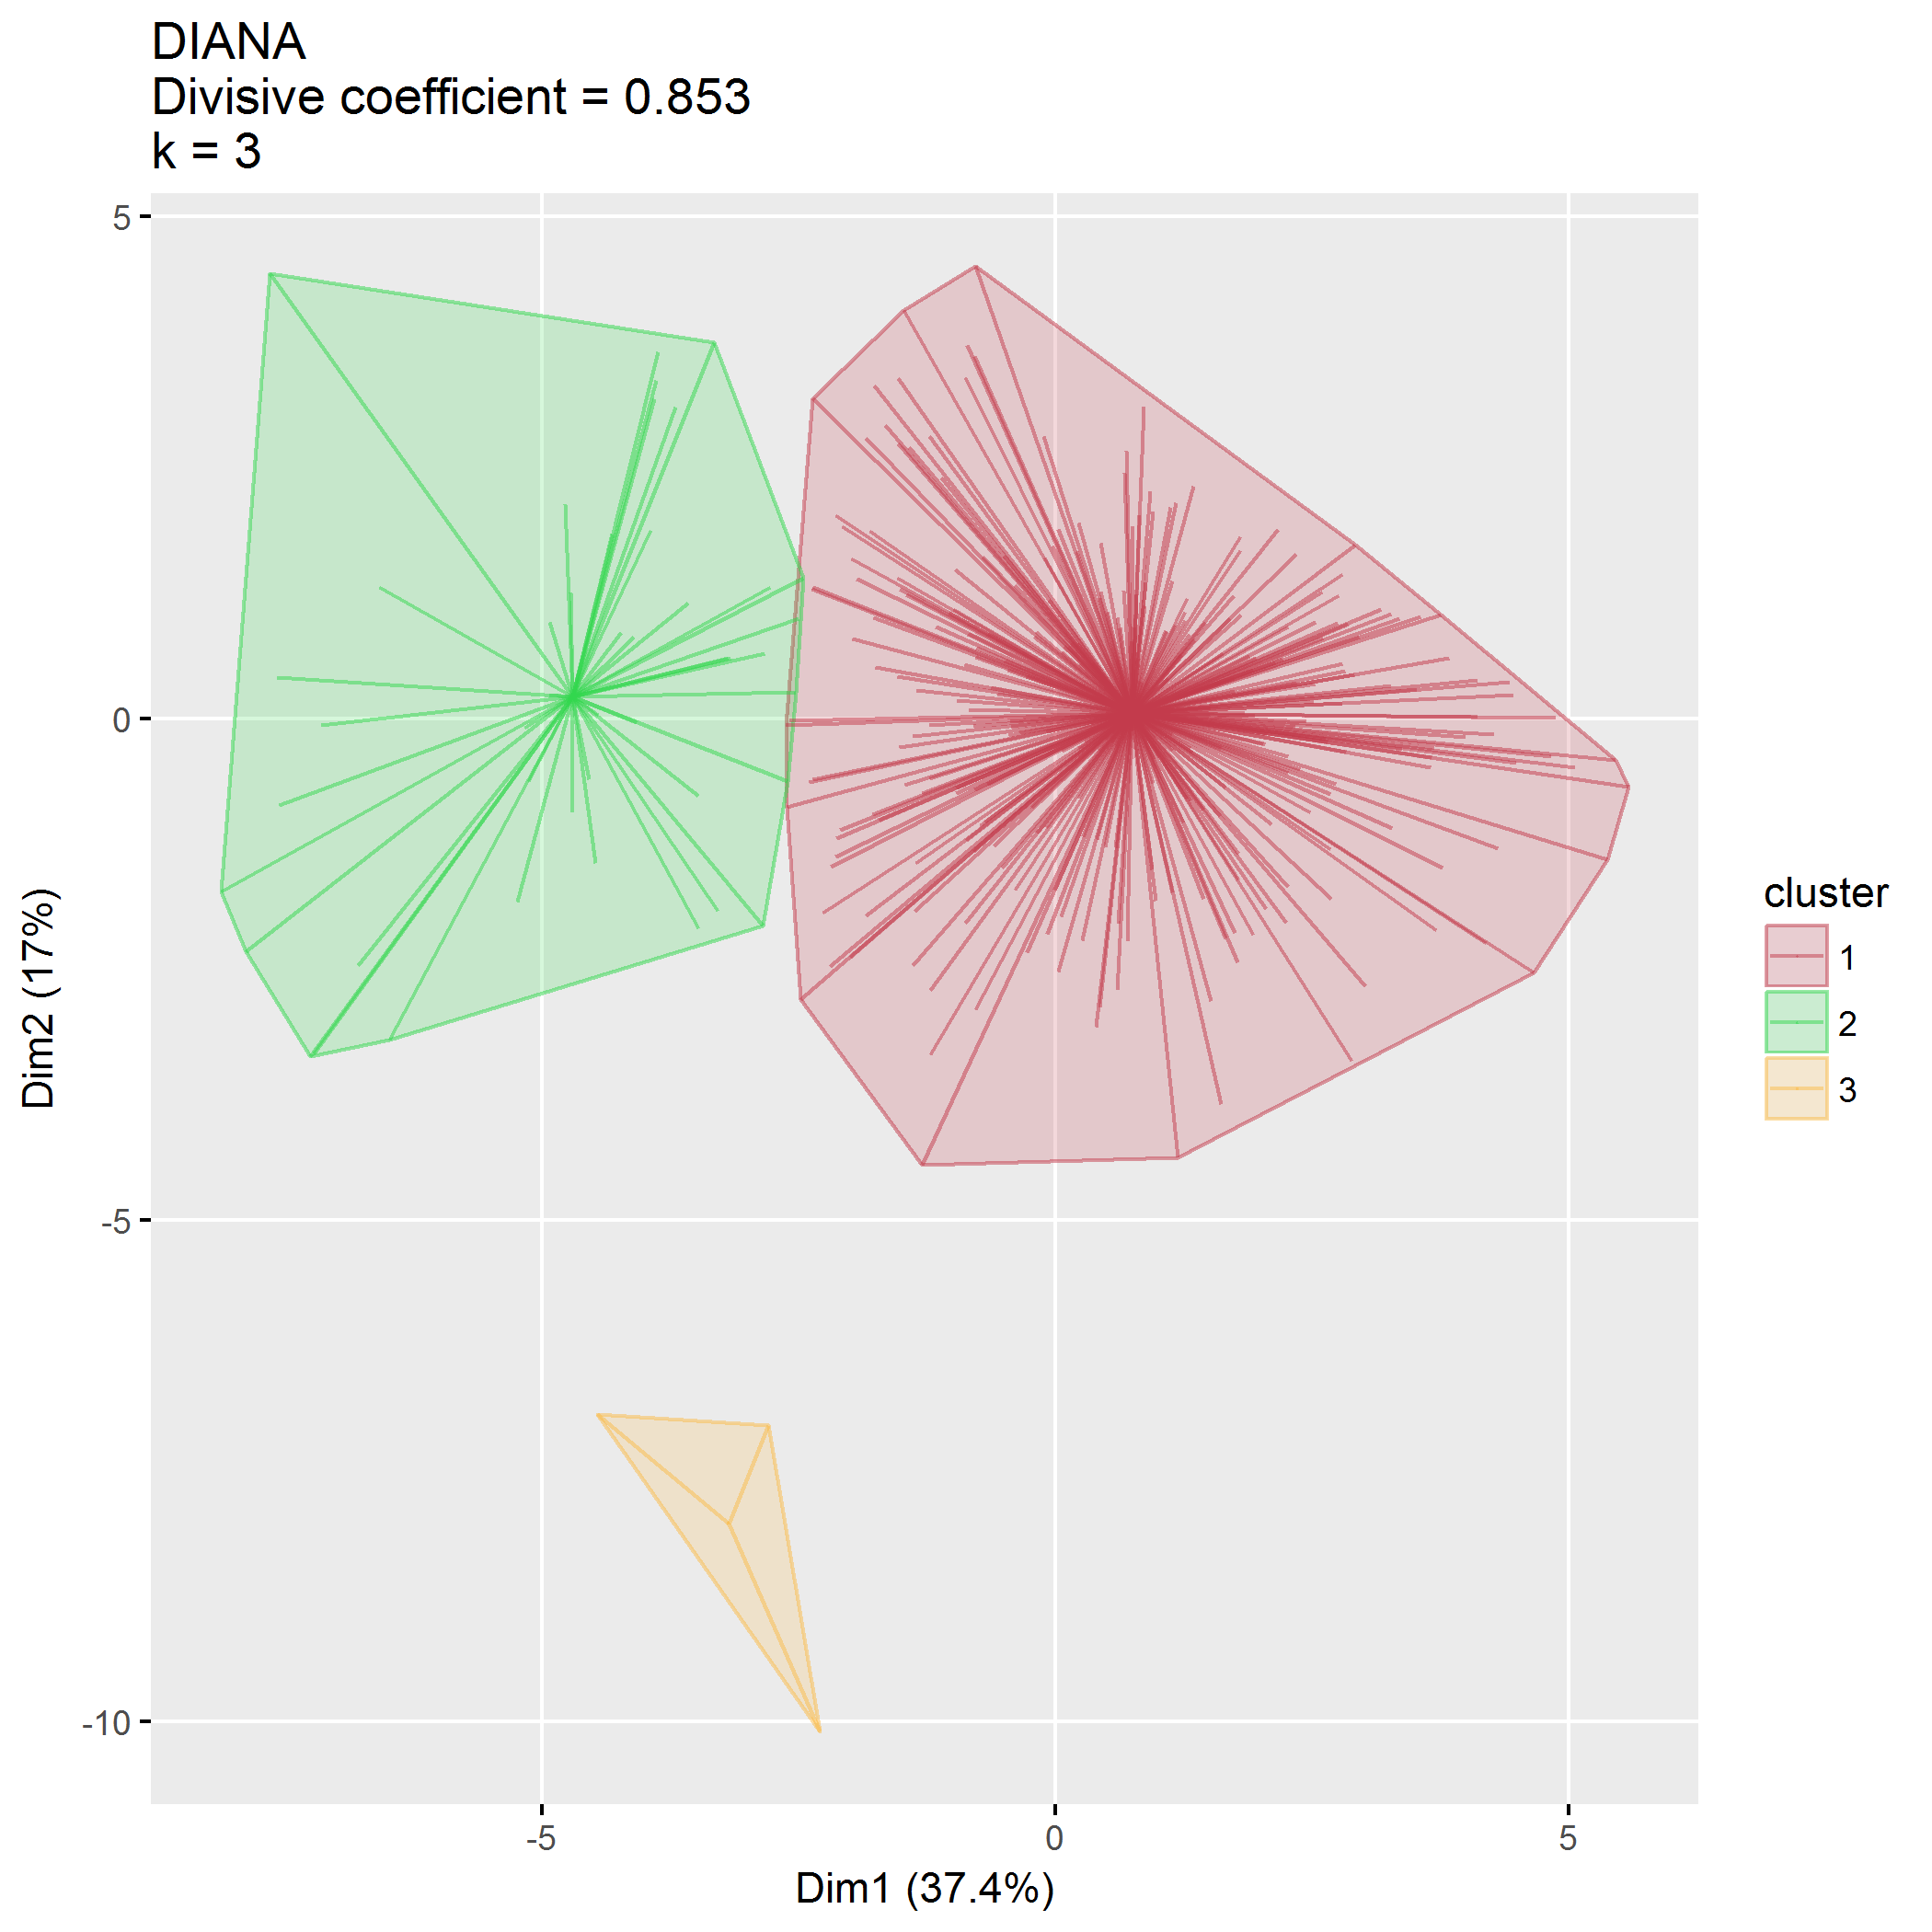 DIANA
Divisive coefficient = 0.853
k = 3
5
0
-5
-10
-5
0
5
Dim1 (37.4%)
Dim2 (17%)
cluster
1
2
3